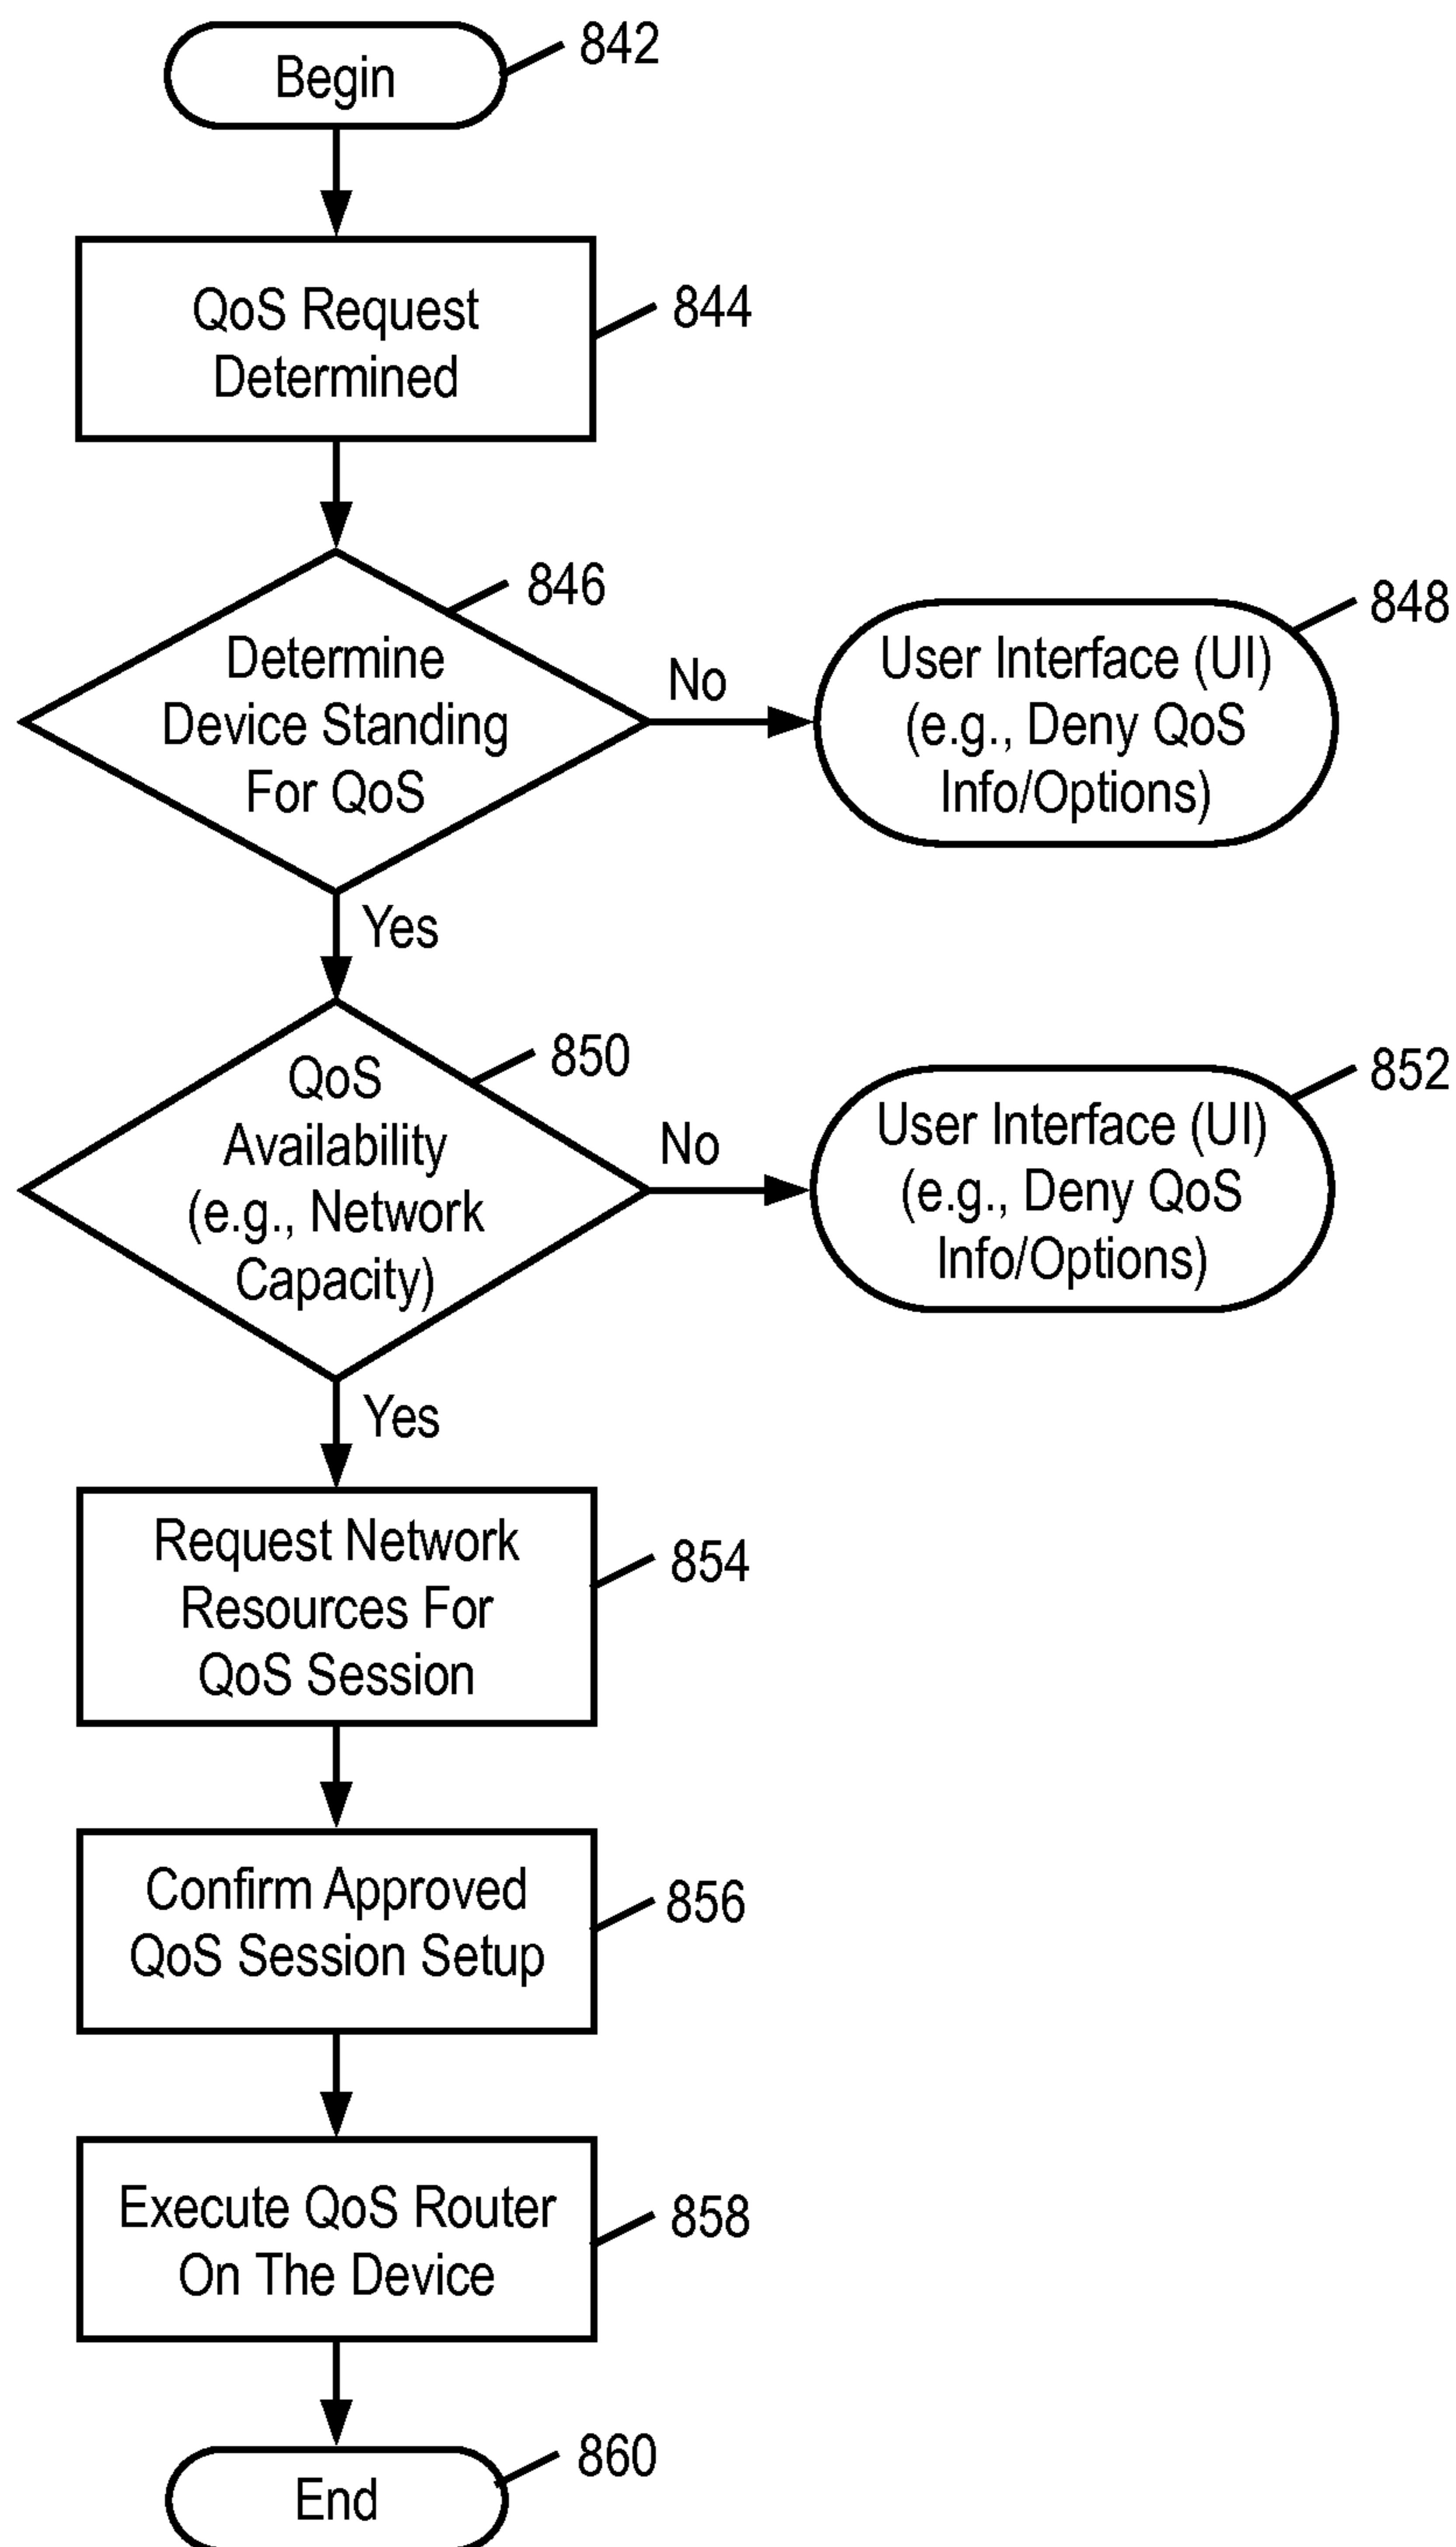 Begin
842
QoS Request
Determined
844
846
Determine
Device Standing
For QoS
No
User Interface (UI)
(e.g., Deny QoS
Info/Options)
848
Yes
850
QoS
Availability
(e.g., Network
Capacity)
No
User Interface (UI)
(e.g., Deny QoS
Info/Options)
852
Yes
Request Network
Resources For
QoS Session
854
Confirm Approved
QoS Session Setup
856
Execute QoS Router
On The Device
858
End
860